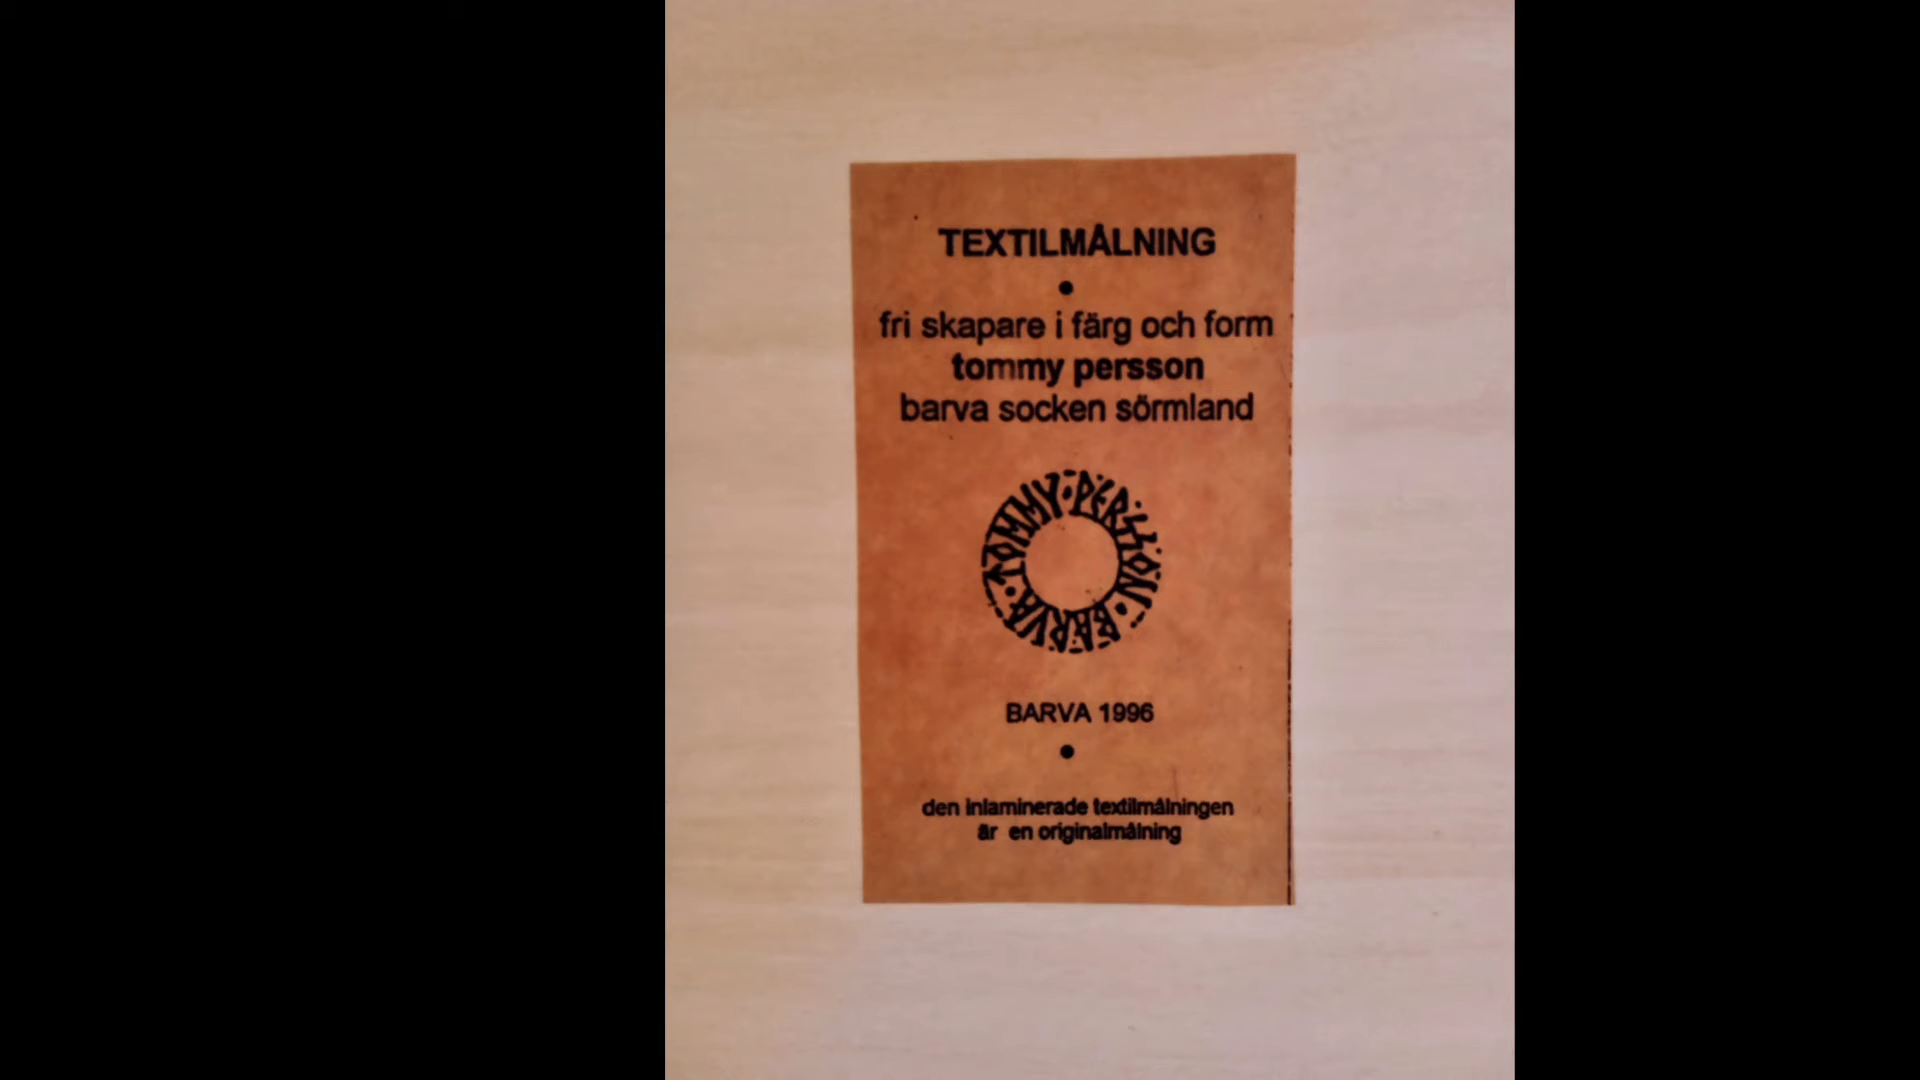 TEXTILMÅLNING
fri skapare i färg och form
tommy persson
barva socken sörmland
TOMMY · PERSSON · BARVA ·
BARVA 1996
den inlaminerade textilmålningen
är en originalmålning